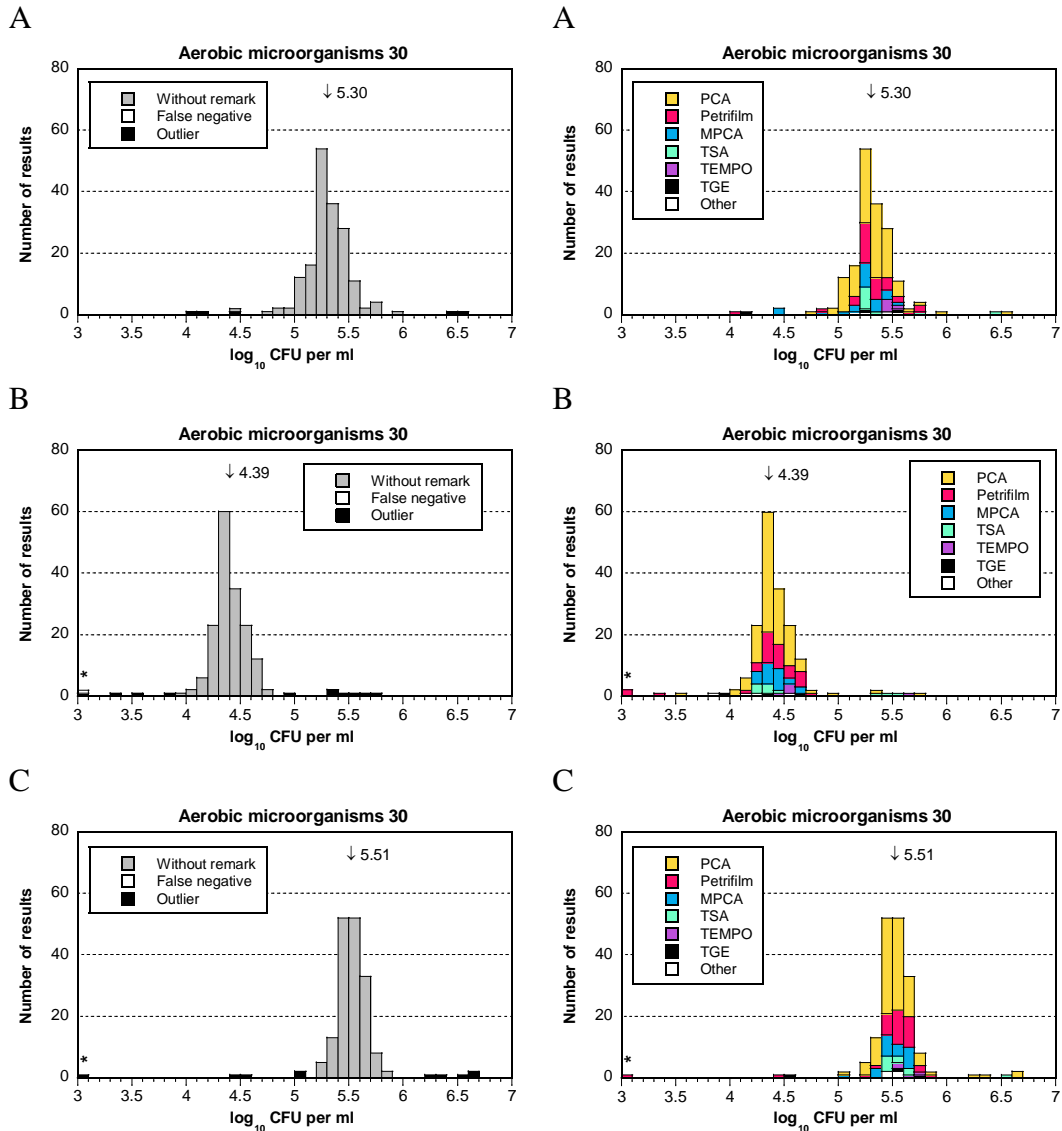 A
Aerobic microorganisms 30
Number of results
80
60
40
20
0
↓ 5.30
Without remark
False negative
Outlier
3 3.5 4 4.5 5 5.5 6 6.5 7
log10 CFU per ml
A
Aerobic microorganisms 30
Number of results
80
60
40
20
0
↓ 5.30
PCA
Petrifilm
MPCA
TSA
TEMPO
TGE
Other
3 3.5 4 4.5 5 5.5 6 6.5 7
log10 CFU per ml
B
Aerobic microorganisms 30
Number of results
80
60
40
20
0
↓ 4.39
Without remark
False negative
Outlier
*
3 3.5 4 4.5 5 5.5 6 6.5 7
log10 CFU per ml
B
Aerobic microorganisms 30
Number of results
80
60
40
20
0
↓ 4.39
PCA
Petrifilm
MPCA
TSA
TEMPO
TGE
Other
*
3 3.5 4 4.5 5 5.5 6 6.5 7
log10 CFU per ml
C
Aerobic microorganisms 30
Number of results
80
60
40
20
0
↓ 5.51
Without remark
False negative
Outlier
*
3 3.5 4 4.5 5 5.5 6 6.5 7
log10 CFU per ml
C
Aerobic microorganisms 30
Number of results
80
60
40
20
0
↓ 5.51
PCA
Petrifilm
MPCA
TSA
TEMPO
TGE
Other
*
3 3.5 4 4.5 5 5.5 6 6.5 7
log10 CFU per ml